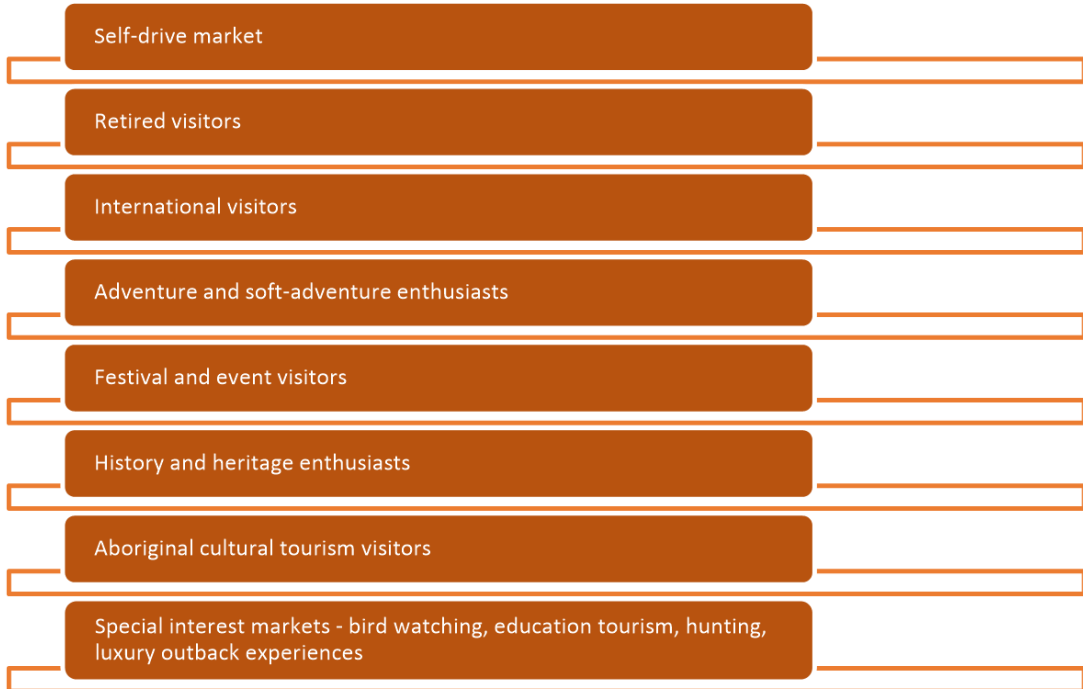 Self-drive market
Retired visitors
International visitors
Adventure and soft-adventure enthusiasts
Festival and event visitors
History and heritage enthusiasts
Aboriginal cultural tourism visitors
Special interest markets - bird watching, education tourism, hunting,
luxury outback experiences